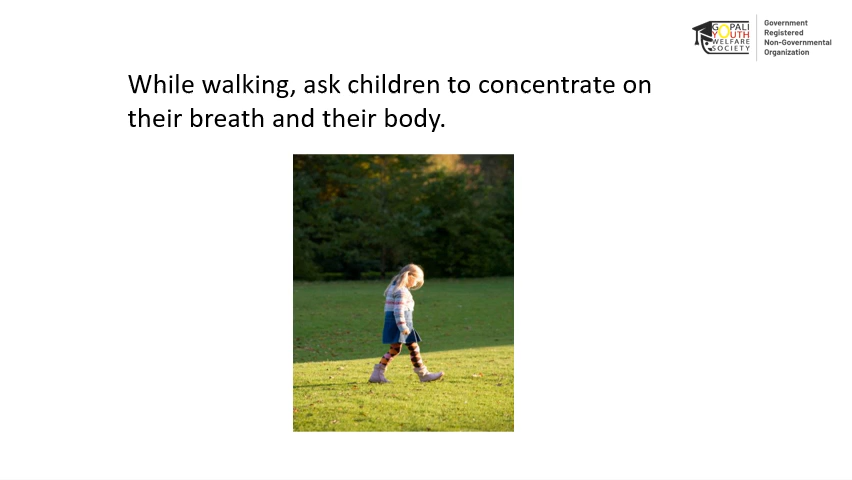 GOPALI
YOUTH
WELFARE
SOCIETY
Government
Registered
Non-Governmental
Organization
While walking, ask children to concentrate on
their breath and their body.